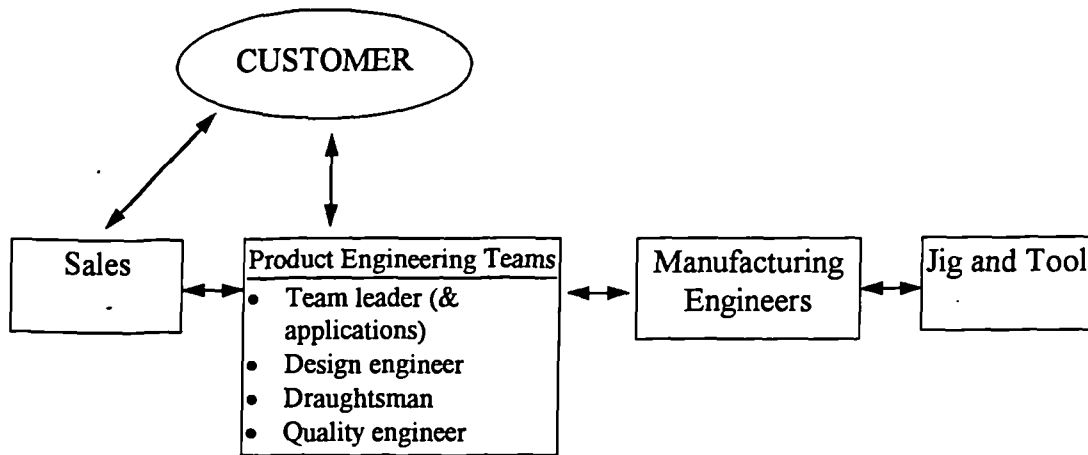 CUSTOMER
Sales
Product Engineering Teams
• Team leader (&
applications)
• Design engineer
• Draughtsman
• Quality engineer
Manufacturing
Engineers
Jig and Tool